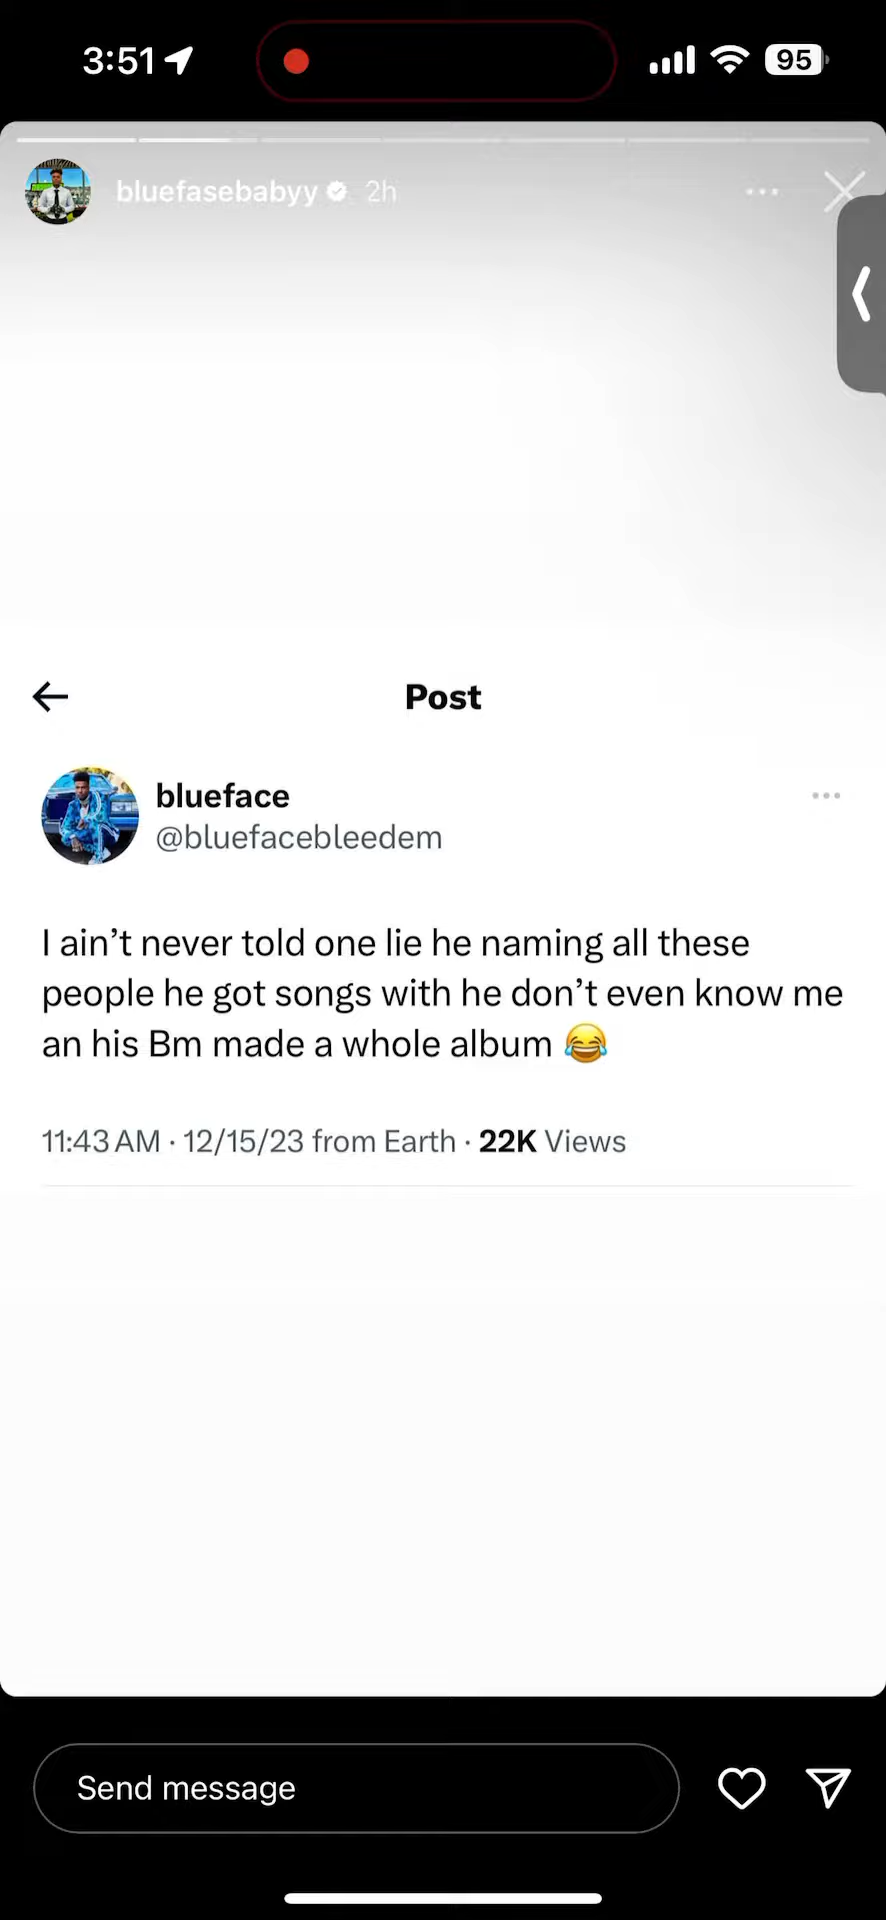 3:51
95
bluefasebabyy 2h
Post
blueface
@bluefacebleedem
I ain’t never told one lie he naming all these
people he got songs with he don’t even know me
an his Bm made a whole album 😂
11:43 AM · 12/15/23 from Earth · 22K Views
Send message